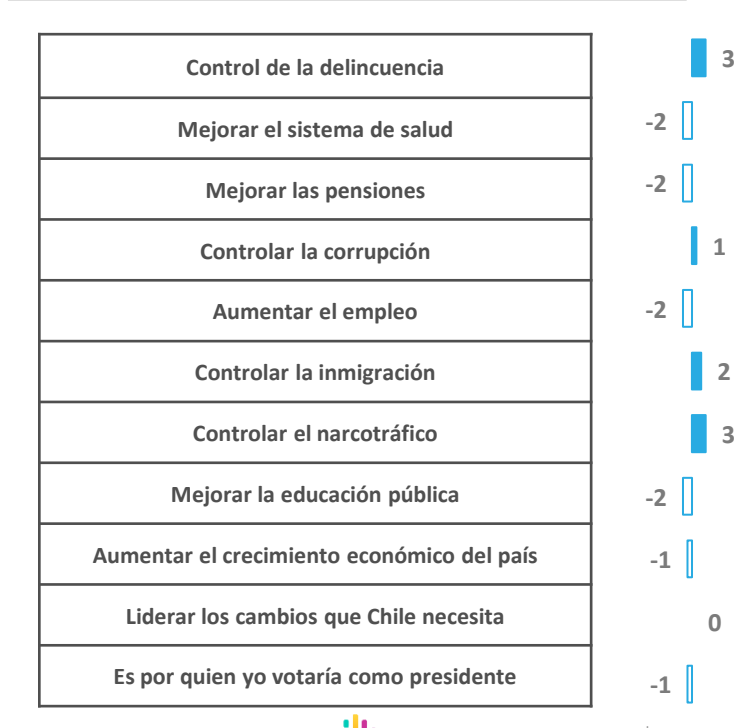 Control de la delincuencia 3
Mejorar el sistema de salud -2
Mejorar las pensiones -2
Controlar la corrupción 1
Aumentar el empleo -2
Controlar la inmigración 2
Controlar el narcotráfico 3
Mejorar la educación pública -2
Aumentar el crecimiento económico del país -1
Liderar los cambios que Chile necesita 0
Es por quien yo votaría como presidente -1